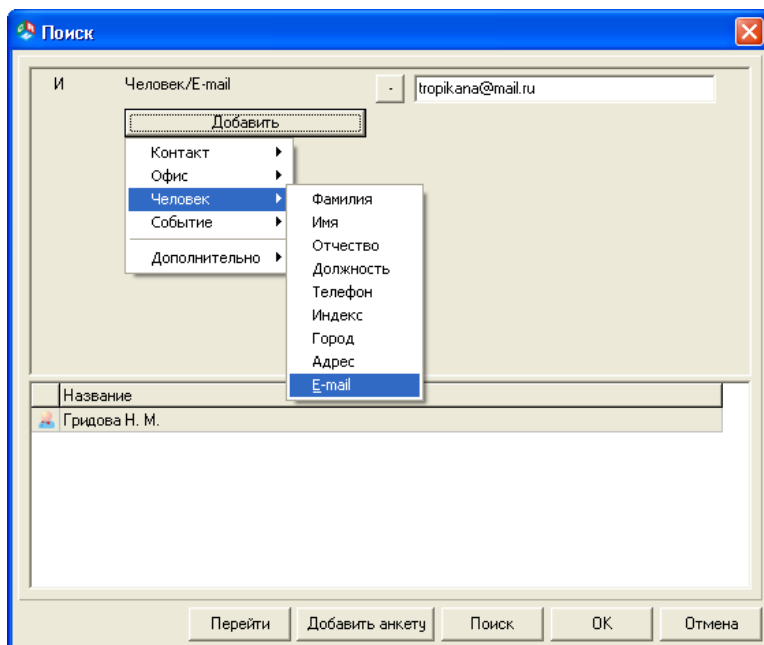 Поиск
И Человек/E-mail - tropikana@mail.ru
Добавить
Контакт
Офис
Человек
Событие
Дополнительно
Фамилия
Имя
Отчество
Должность
Телефон
Индекс
Город
Адрес
E-mail
Название
Гридова Н. М.
Перейти Добавить анкету Поиск OK Отмена